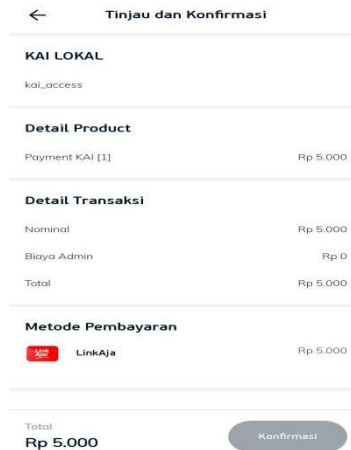 Tinjau dan Konfirmasi
KAI LOKAL
kai_access
Detail Product
Payment KAI [1] Rp 5.000
Detail Transaksi
Nominal Rp 5.000
Biaya Admin Rp 0
Total Rp 5.000
Metode Pembayaran
LinkAja LinkAja Rp 5.000
Total
Rp 5.000 Konfirmasi